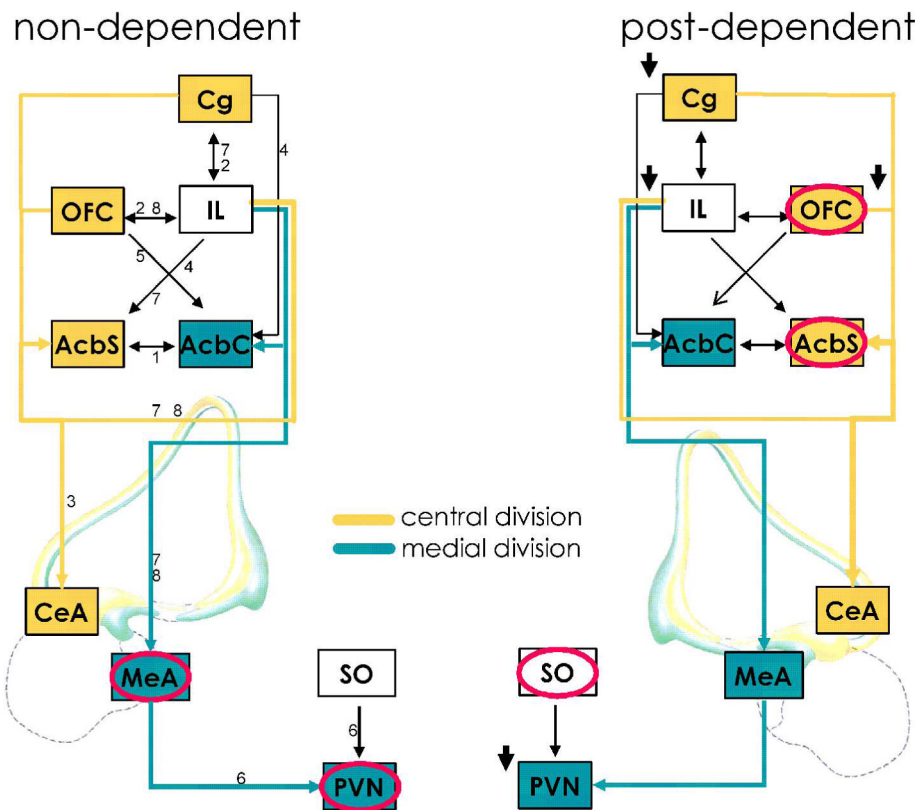 non-dependent
post-dependent
Cg
Cg
7
2
4
OFC
2 8
IL
IL
OFC
5
4
7
AcbS
1
AcbC
AcbC
AcbS
7 8
3
central division
medial division
7
8
CeA
CeA
MeA
SO
SO
MeA
6
6
PVN
PVN